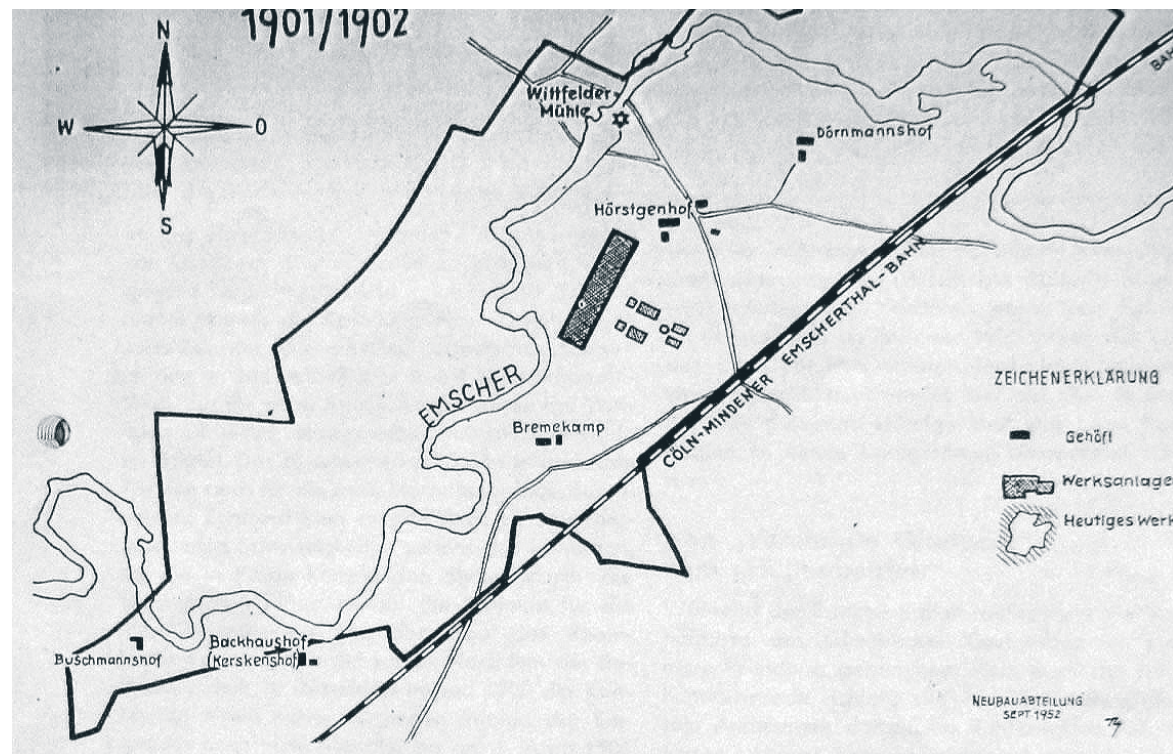 1901/1902
N
W
O
S
Wittfelder
Mühle
Dörnmannshof
Hörstgenhof
EMSCHER
CÖLN-MINDENER EMSCHERTHAL-BAHN
Bremekamp
Buschmannshof
Backhaushof
(Kerskenshof)
ZEICHENERKLÄRUNG
Gehöft
Werksanlage
Heutiges Werk
NEUBAUABTEILUNG
SEPT 1952